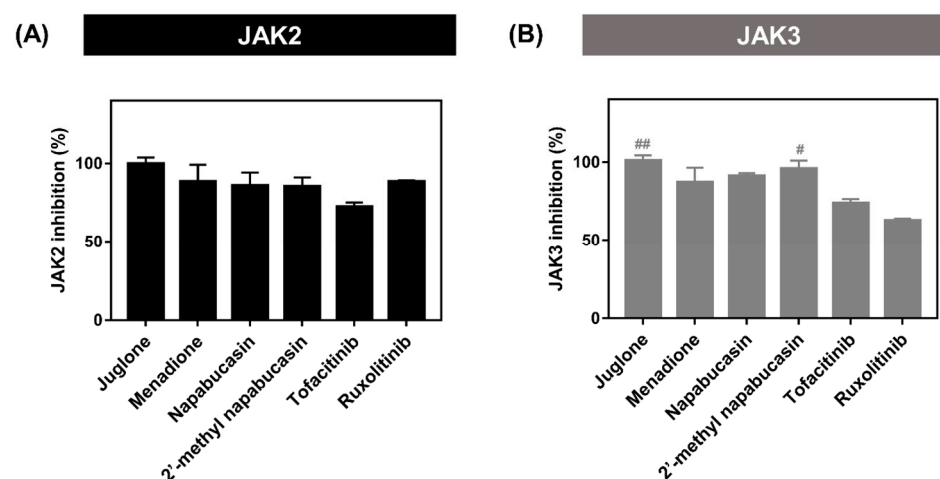 (A)
JAK2
JAK2 inhibition (%)
100
50
0
Juglone
Menadione
Napabucasin
2'-methyl napabucasin
Tofacitinib
Ruxolitinib
(B)
JAK3
JAK3 inhibition (%)
100
50
0
##
#
Juglone
Menadione
Napabucasin
2'-methyl napabucasin
Tofacitinib
Ruxolitinib